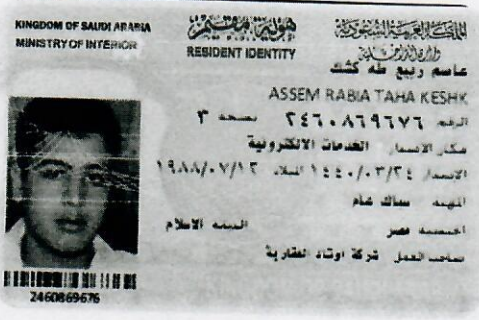 KINGDOM OF SAUDI ARABIA
MINISTRY OF INTERIOR
هوية مقيم
RESIDENT IDENTITY
المملكة العربية السعودية
وزارة الداخلية
عاصم ربيع طه كشك
ASSEM RABIA TAHA KESHK
الرقم ٢٤٦٠٨٦٩٦٧٦ نسخة ٣
مكان الاصدار الخدمات الالكترونية
الاصدار ١٤٤٠/٠٣/٢٤ الميلاد ١٩٨٨/٠٧/١٢
المهنة سباك عام
الجنسية مصر الديانة الاسلام
صاحب العمل شركة اوتاد العقارية
2460869676